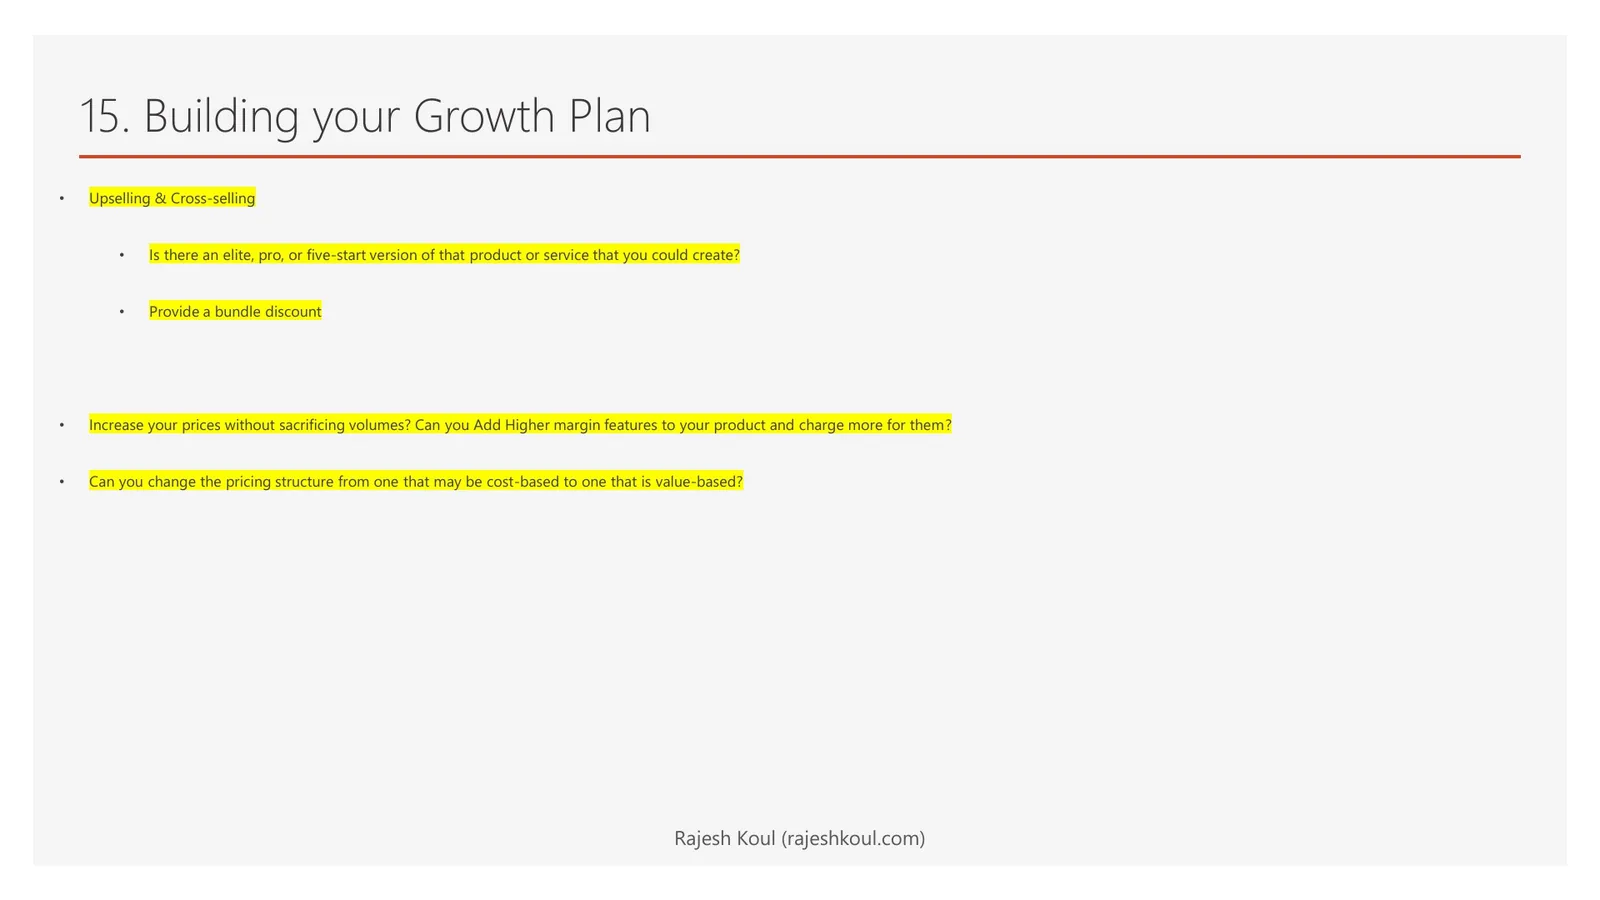 15. Building your Growth Plan
• Upselling & Cross-selling
• Is there an elite, pro, or five-start version of that product or service that you could create?
• Provide a bundle discount
• Increase your prices without sacrificing volumes? Can you Add Higher margin features to your product and charge more for them?
• Can you change the pricing structure from one that may be cost-based to one that is value-based?
Rajesh Koul (rajeshkoul.com)